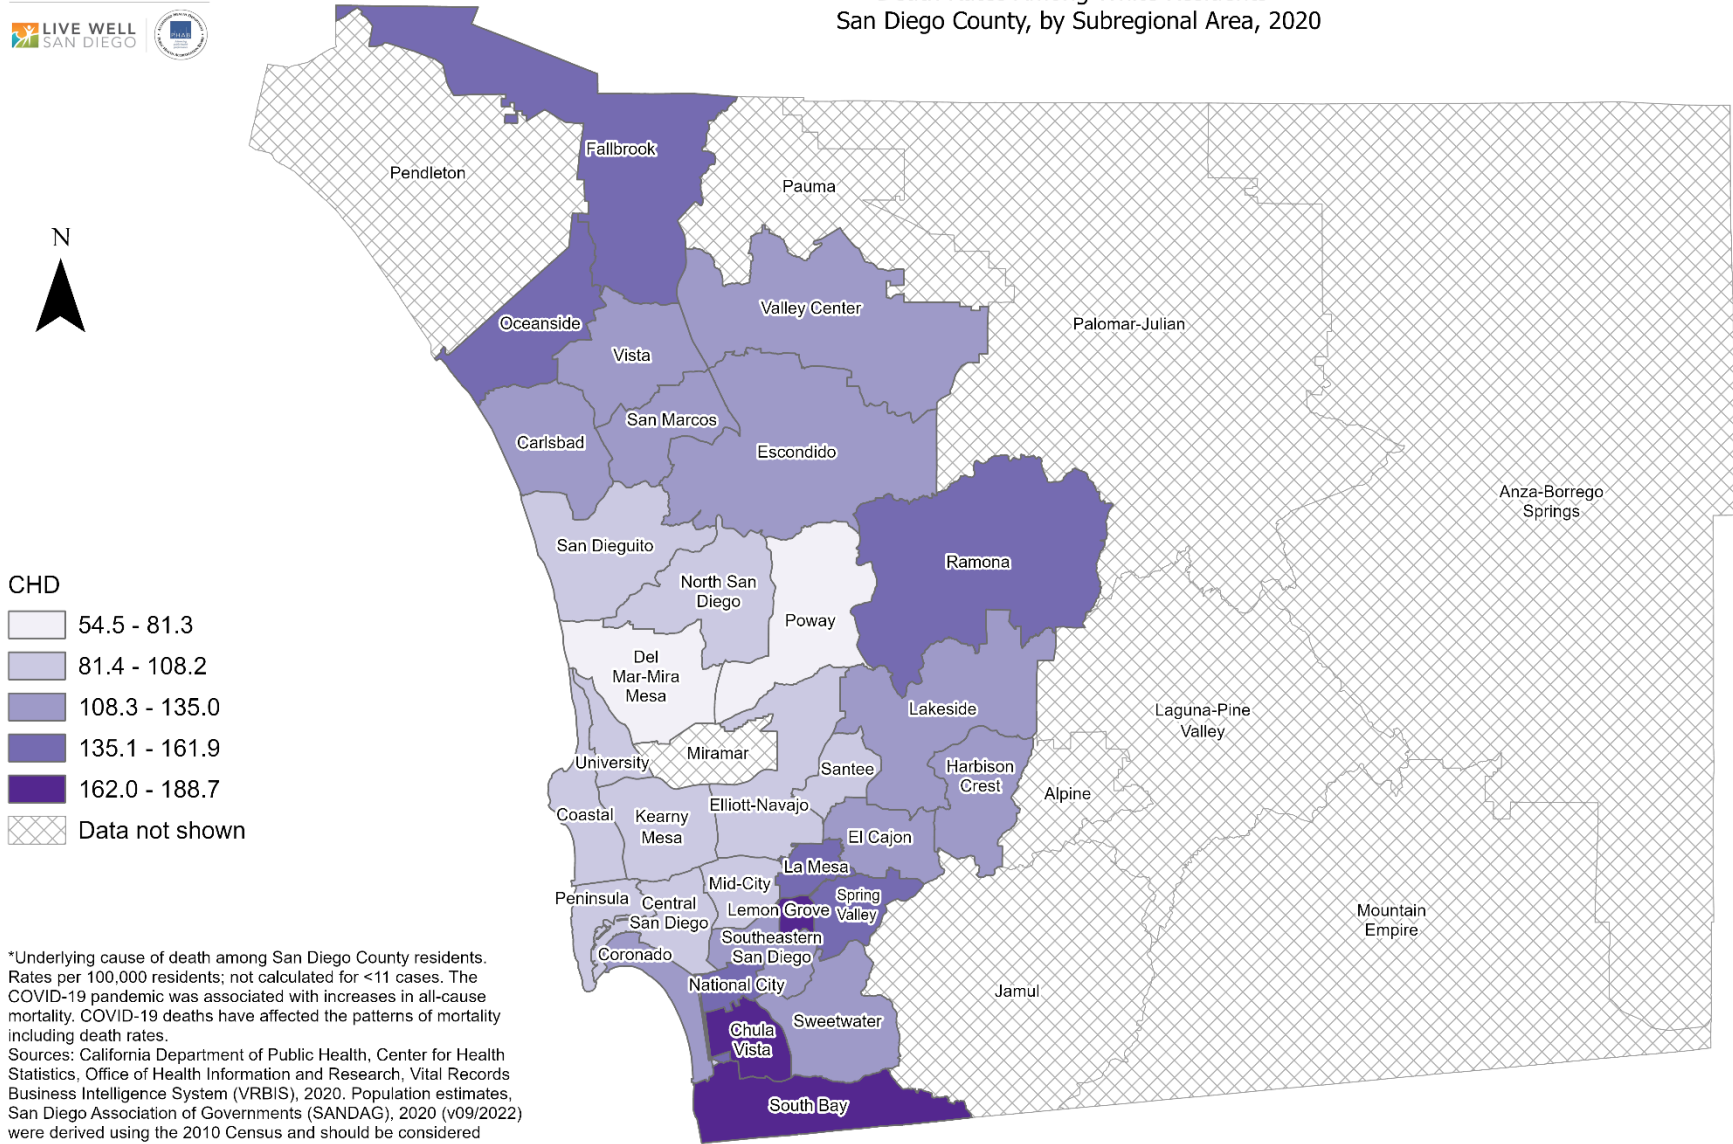 LIVE WELL
SAN DIEGO
PHAB
San Diego County, by Subregional Area, 2020
N
Pendleton
Fallbrook
Pauma
Oceanside
Vista
Valley Center
Palomar-Julian
San Marcos
Carlsbad
Escondido
Anza-Borrego
Springs
San Dieguito
North San
Diego
Poway
Ramona
Del
Mar-Mira
Mesa
Lakeside
Laguna-Pine
Valley
University
Miramar
Santee
Harbison
Crest
Alpine
Coastal
Kearny
Mesa
Elliott-Navajo
El Cajon
La Mesa
Mid-City
Peninsula
Central
San Diego
Lemon Grove
Spring
Valley
Mountain
Empire
Southeastern
San Diego
Coronado
National City
Jamul
Chula
Vista
Sweetwater
South Bay
CHD
54.5 - 81.3
81.4 - 108.2
108.3 - 135.0
135.1 - 161.9
162.0 - 188.7
Data not shown
*Underlying cause of death among San Diego County residents.
Rates per 100,000 residents; not calculated for <11 cases. The
COVID-19 pandemic was associated with increases in all-cause
mortality. COVID-19 deaths have affected the patterns of mortality
including death rates.
Sources: California Department of Public Health, Center for Health
Statistics, Office of Health Information and Research, Vital Records
Business Intelligence System (VRBIS), 2020. Population estimates,
San Diego Association of Governments (SANDAG), 2020 (v09/2022)
were derived using the 2010 Census and should be considered